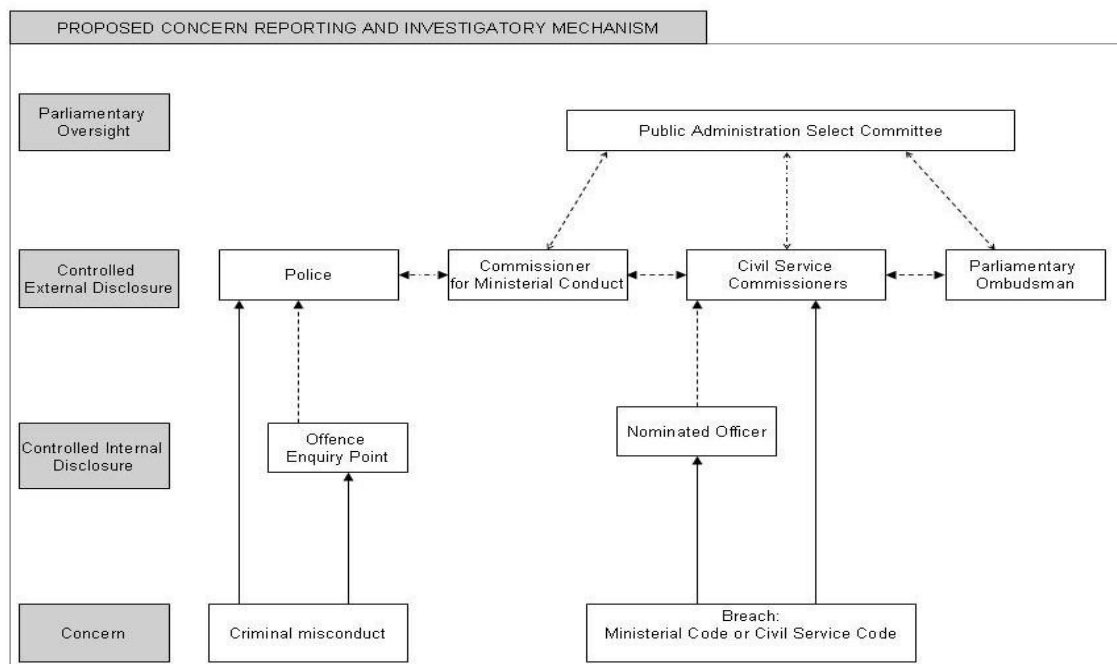 PROPOSED CONCERN REPORTING AND INVESTIGATORY MECHANISM
Parliamentary
Oversight
Public Administration Select Committee
Controlled
External Disclosure
Police
Commissioner
for Ministerial Conduct
Civil Service
Commissioners
Parliamentary
Ombudsman
Controlled Internal
Disclosure
Offence
Enquiry Point
Nominated Officer
Concern
Criminal misconduct
Breach:
Ministerial Code or Civil Service Code